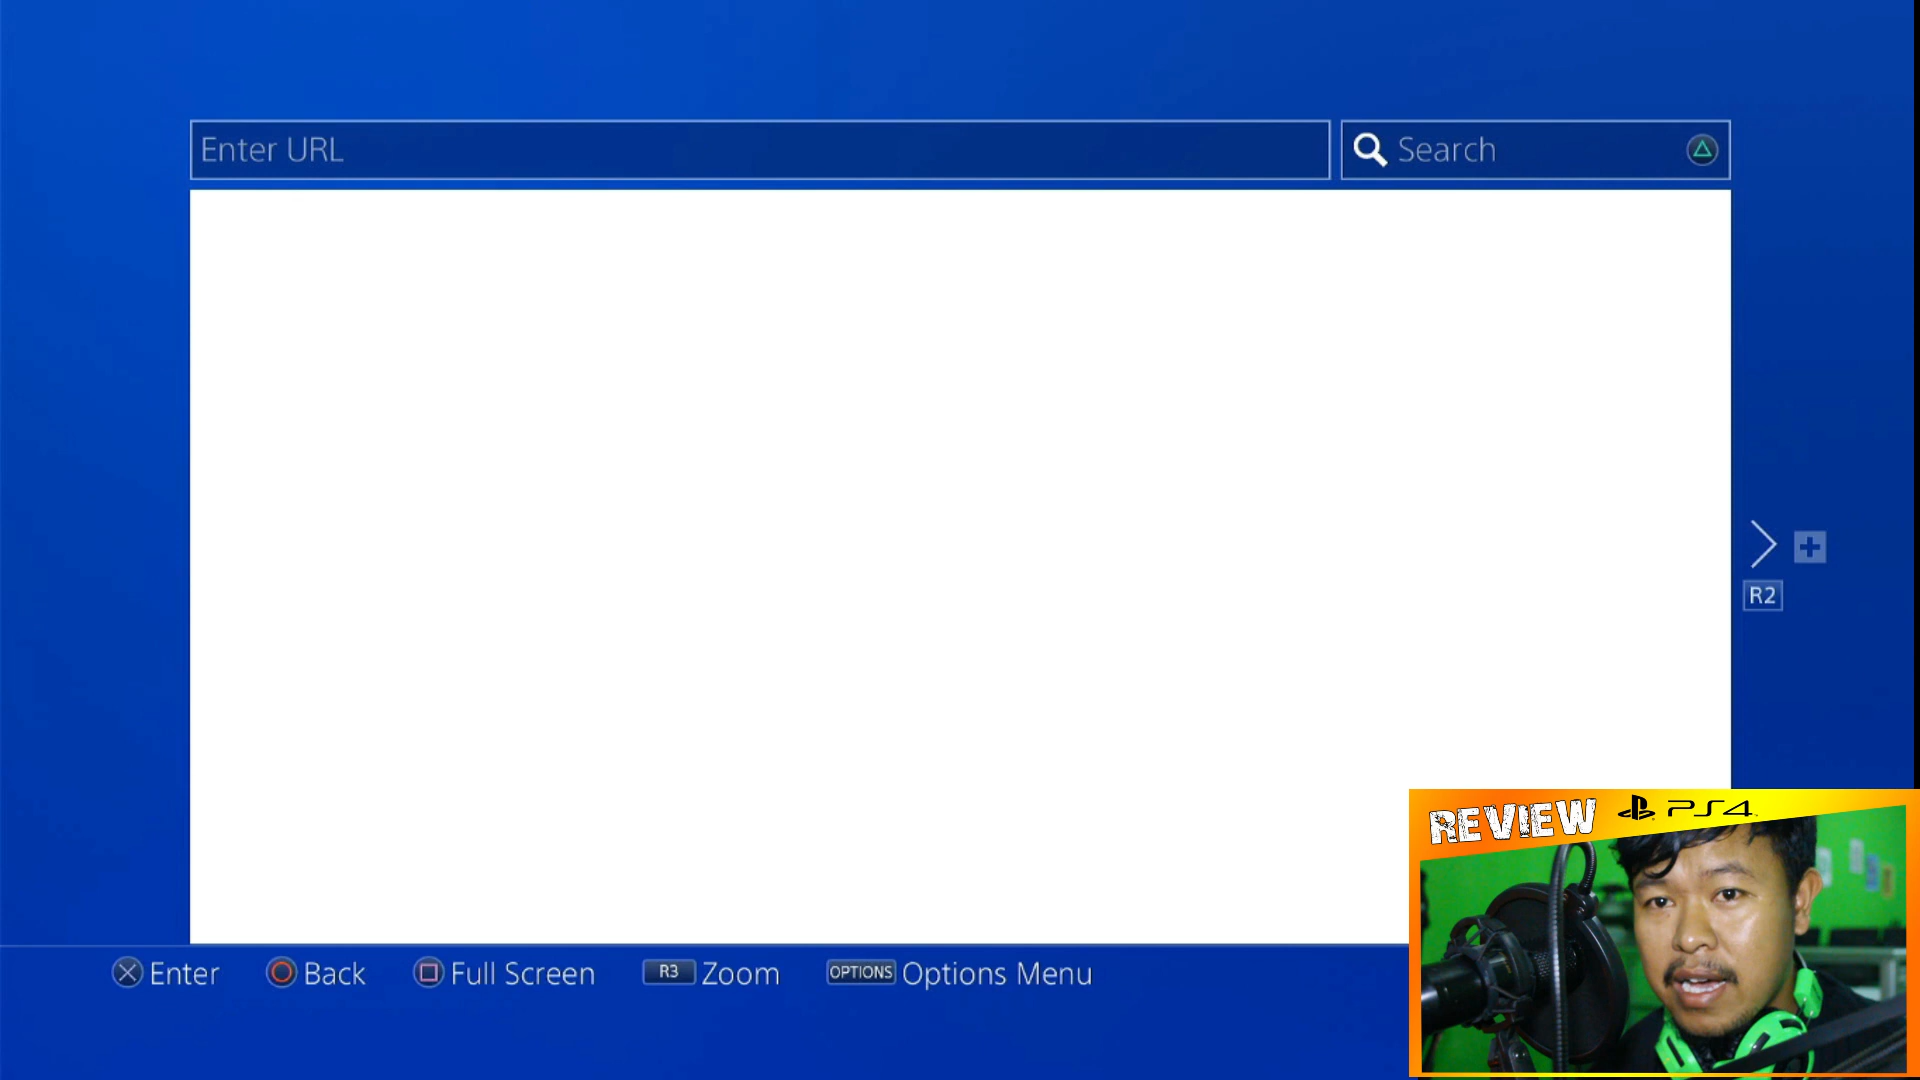 Enter URL
Search
R2
REVIEW PS4
Enter
Back
Full Screen
R3 Zoom
OPTIONS Options Menu